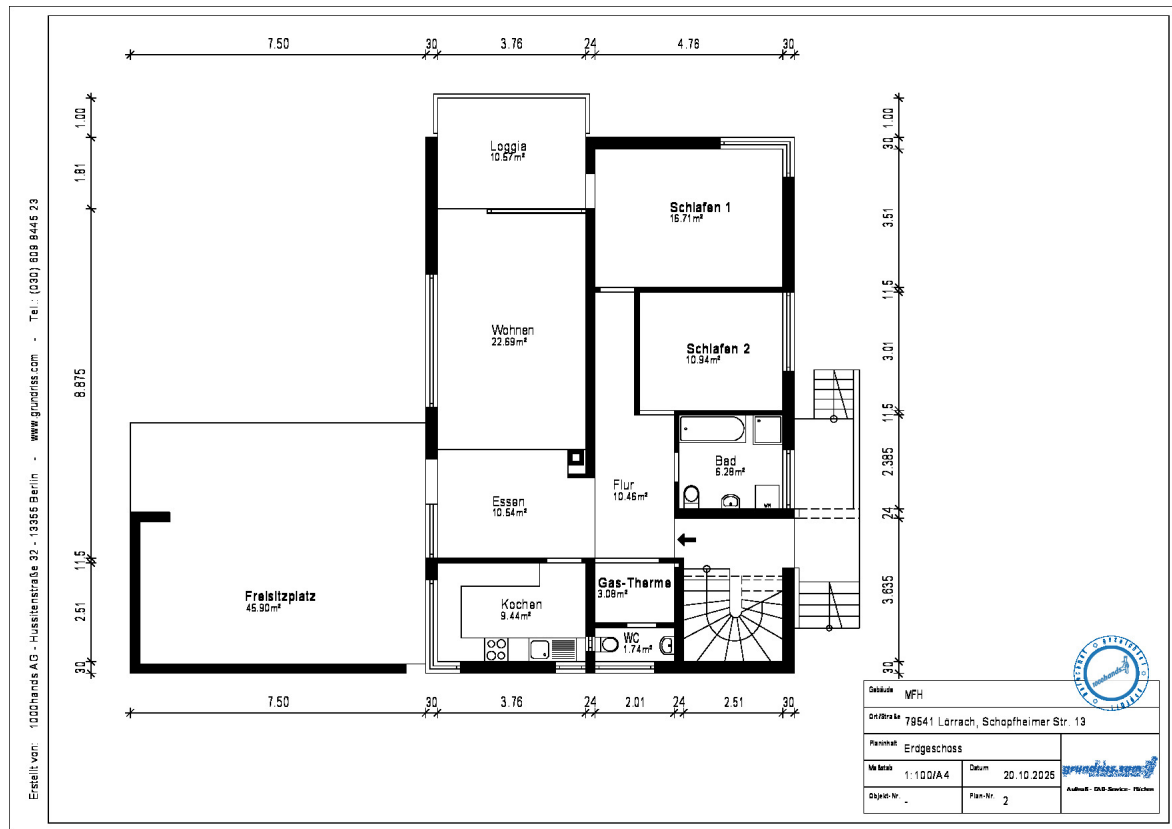 7.50 30 3.76 24 4.76 30
1.00
1.81
8.875
11.5
2.51
30
1.00
30
3.51
11.5
3.01
11.5
2.385
24
3.635
30
Loggia
10.57m²
Schlafen 1
16.71m²
Wohnen
22.69m²
Schlafen 2
10.94m²
Bad
6.28m²
WM
Flur
10.46m²
Essen
10.54m²
Freisitzplatz
45.90m²
Kochen
9.44m²
Gas-Therme
3.08m²
WC
1.74m²
7.50 30 3.76 24 2.01 24 2.51 30
Erstellt von: 1000hands AG - Hussitenstraße 32 - 13355 Berlin - www.grundriss.com - Tel.: (030) 609 8445 23
Gebäude MFH
Ort/Straße 79541 Lörrach, Schopfheimer Str. 13
Planinhalt Erdgeschoss
Maßstab 1:100/A4 Datum 20.10.2025
Objekt-Nr. - Plan-Nr. 2
grundriss.com
Aufmaß - CAD-Service - Flächen